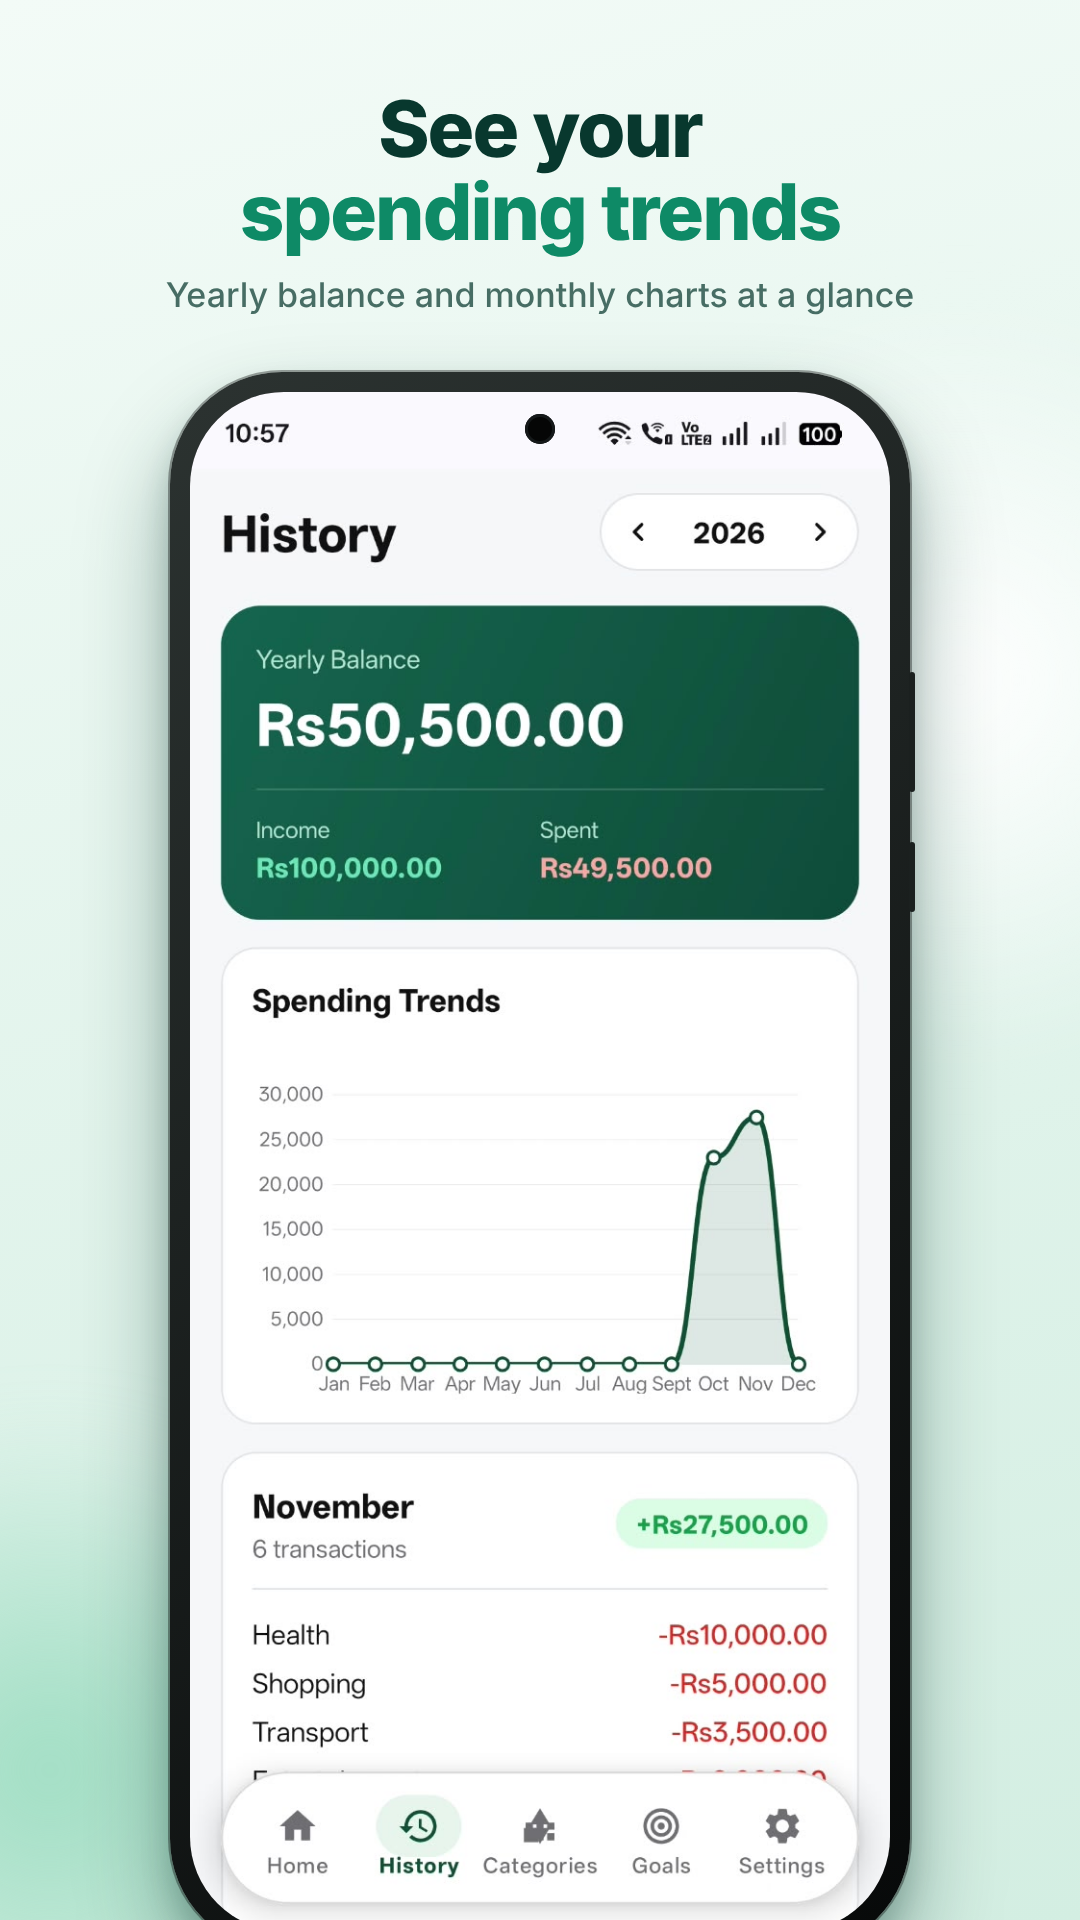 See your
spending trends
Yearly balance and monthly charts at a glance
10:57
Vo
LTE2
100
History
2026
Yearly Balance
Rs50,500.00
Income
Spent
Rs100,000.00
Rs49,500.00
Spending Trends
30,000
25,000
20,000
15,000
10,000
5,000
0
Jan Feb Mar Apr May Jun Jul Aug Sept Oct Nov Dec
November
+Rs27,500.00
6 transactions
Health -Rs10,000.00
Shopping -Rs5,000.00
Transport -Rs3,500.00
Home History Categories Goals Settings